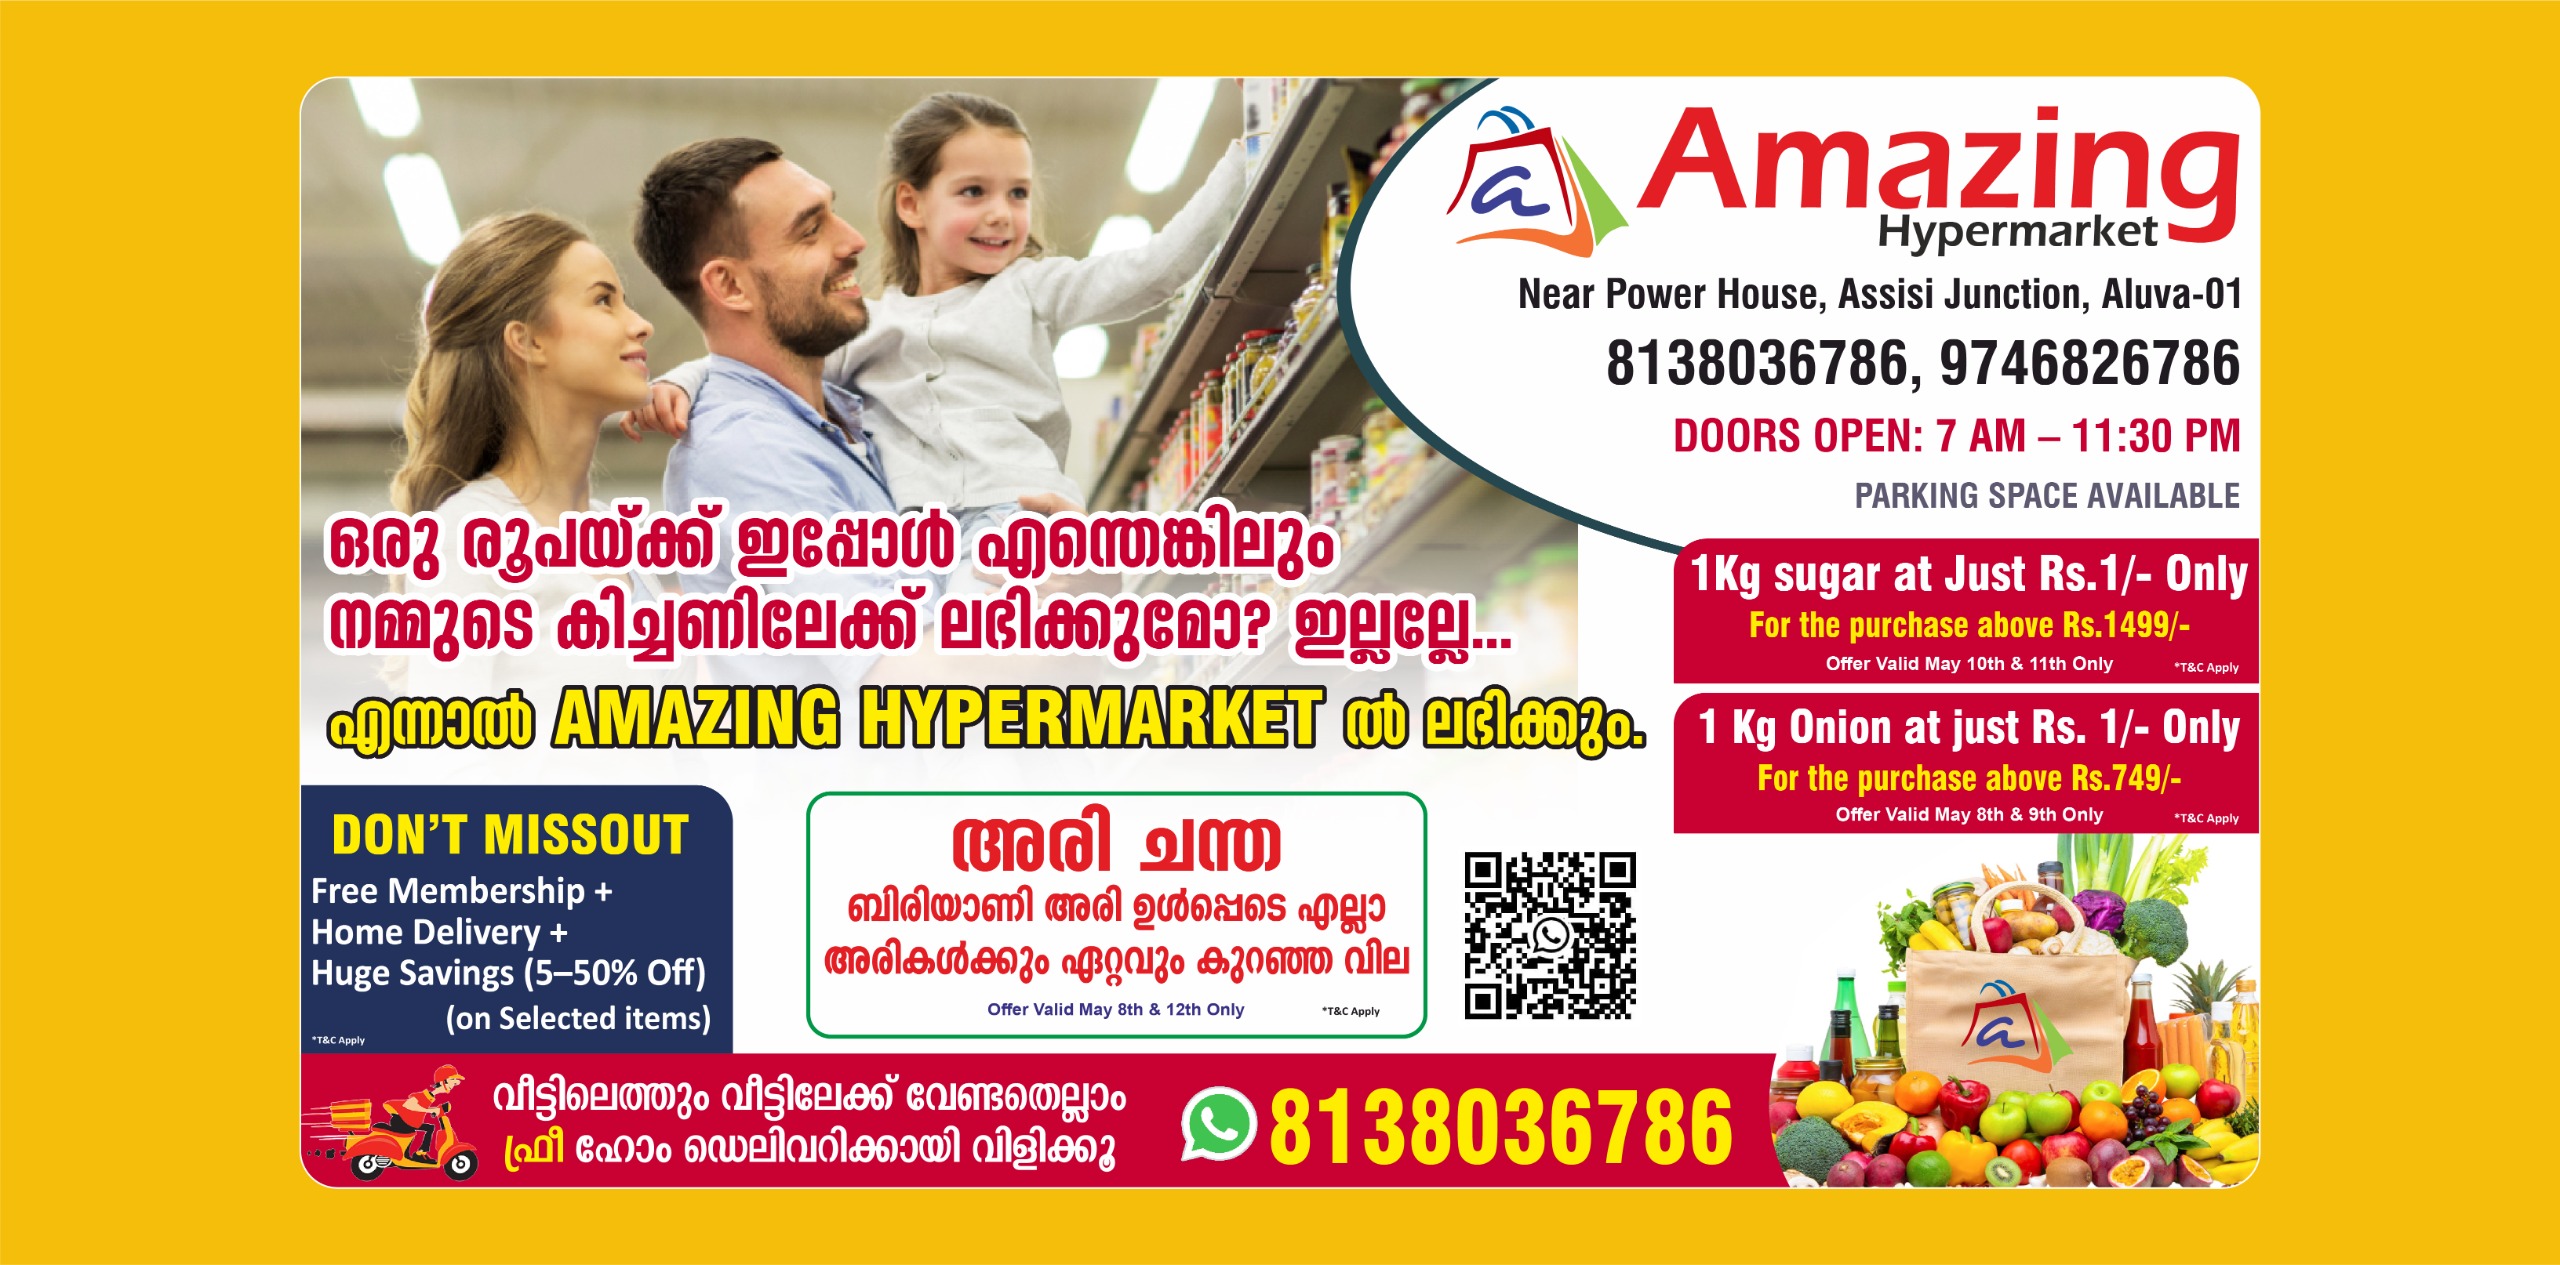 Amazing
Hypermarket
Near Power House, Assisi Junction, Aluva-01
8138036786, 9746826786
DOORS OPEN: 7 AM – 11:30 PM
PARKING SPACE AVAILABLE
ഒരു രൂപയ്ക്ക് ഇപ്പോൾ എന്തെങ്കിലും
നമ്മുടെ കിച്ചണിലേക്ക് ലഭിക്കുമോ? ഇല്ലല്ലേ...
എന്നാൽ AMAZING HYPERMARKET ൽ ലഭിക്കും.
1Kg sugar at Just Rs.1/- Only
For the purchase above Rs.1499/-
Offer Valid May 10th & 11th Only
*T&C Apply
1 Kg Onion at just Rs. 1/- Only
For the purchase above Rs.749/-
Offer Valid May 8th & 9th Only
*T&C Apply
DON’T MISSOUT
Free Membership +
Home Delivery +
Huge Savings (5–50% Off)
(on Selected items)
*T&C Apply
അരി ചന്ത
ബിരിയാണി അരി ഉൾപ്പെടെ എല്ലാ
അരികൾക്കും ഏറ്റവും കുറഞ്ഞ വില
Offer Valid May 8th & 12th Only
*T&C Apply
വീട്ടിലെത്തും വീട്ടിലേക്ക് വേണ്ടതെല്ലാം
ഫ്രീ ഹോം ഡെലിവറിക്കായി വിളിക്കൂ
8138036786